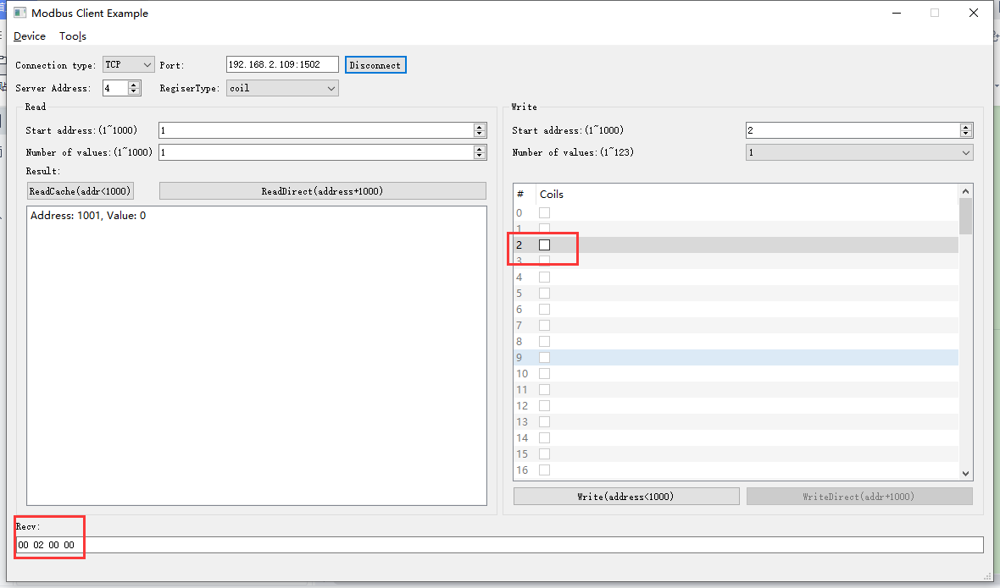 Modbus Client Example
Device Tools
Connection type: TCP Port: 192.168.2.109:1502 Disconnect
Server Address: 4 RegiserType: coil
Read
Start address:(1~1000) 1
Number of values:(1~1000) 1
Result:
ReadCache(addr<1000) ReadDirect(address+1000)
Address: 1001, Value: 0
Write
Start address:(1~1000) 2
Number of values:(1~123) 1
# Coils
0
1
2
3
4
5
6
7
8
9
10
11
12
13
14
15
16
Write(address<1000) WriteDirect(addr+1000)
Recv:
00 02 00 00